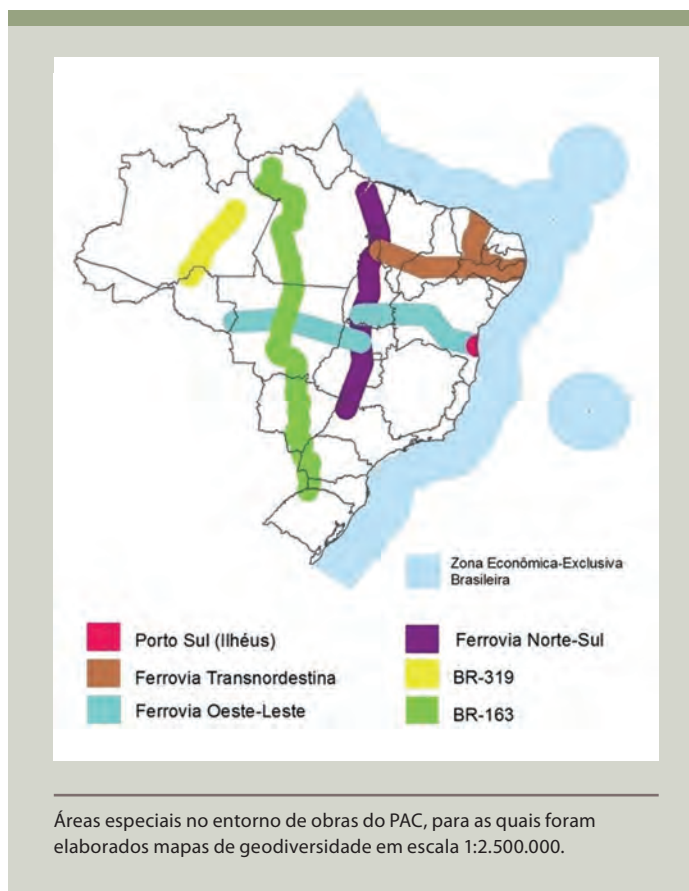 Zona Econômica-Exclusiva
Brasileira
Porto Sul (Ilhéus)
Ferrovia Norte-Sul
Ferrovia Transnordestina
BR-319
Ferrovia Oeste-Leste
BR-163
Áreas especiais no entorno de obras do PAC, para as quais foram
elaborados mapas de geodiversidade em escala 1:2.500.000.